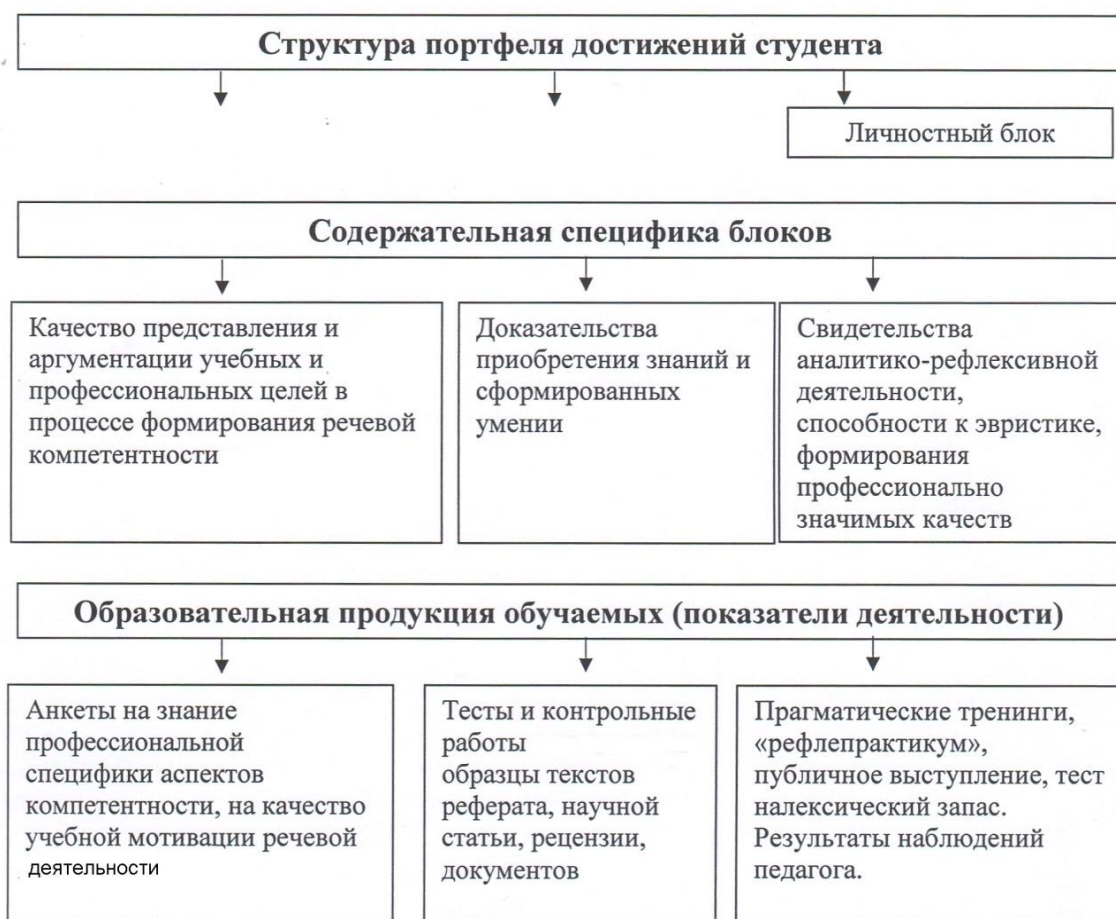 Структура портфеля достижений студента
Личностный блок
Содержательная специфика блоков
Качество представления и
аргументации учебных и
профессиональных целей в
процессе формирования речевой
компетентности
Доказательства
приобретения знаний и
сформированных
умении
Свидетельства
аналитико-рефлексивной
деятельности,
способности к эвристике,
формирования
профессионально
значимых качеств
Образовательная продукция обучаемых (показатели деятельности)
Анкеты на знание
профессиональной
специфики аспектов
компетентности, на качество
учебной мотивации речевой
деятельности
Тесты и контрольные
работы
образцы текстов
реферата, научной
статьи, рецензии,
документов
Прагматические тренинги,
«рефлепрактикум»,
публичное выступление, тест
налексический запас.
Результаты наблюдений
педагога.